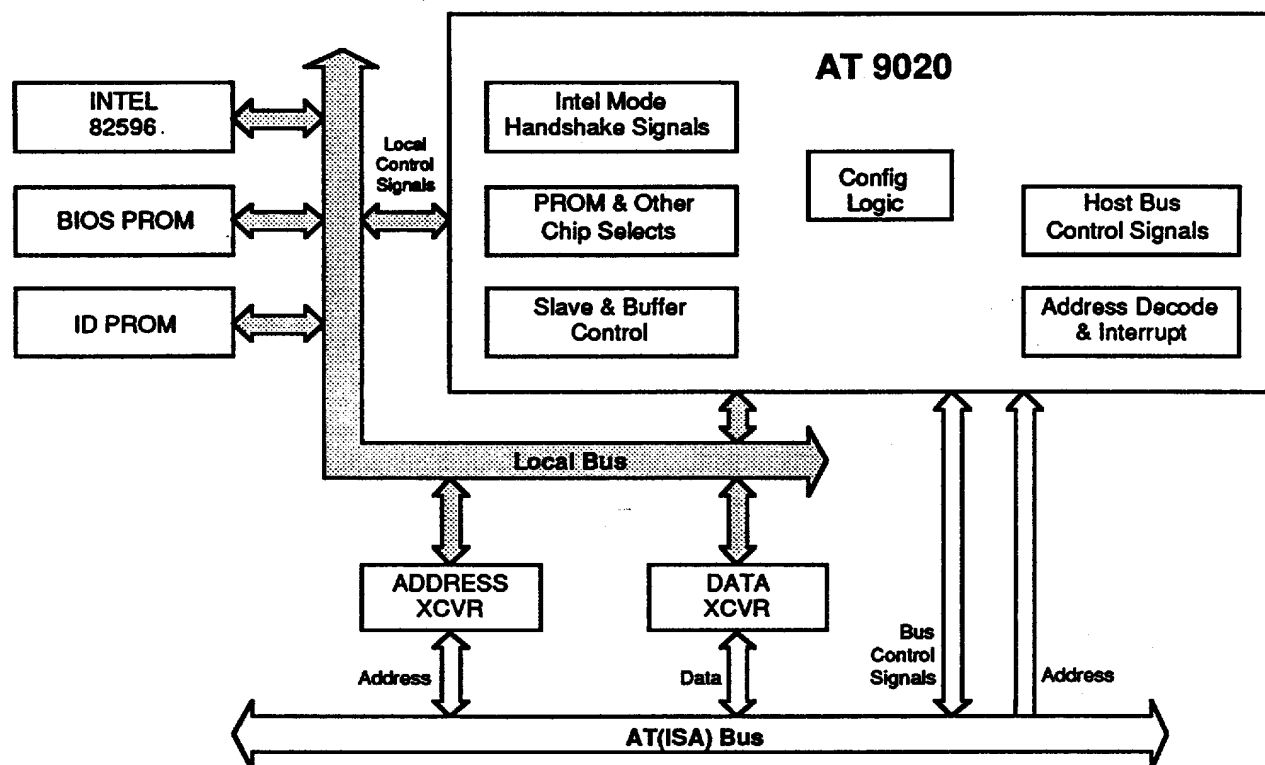 AT 9020
INTEL
82596
BIOS PROM
ID PROM
Local
Control
Signals
Intel Mode
Handshake Signals
PROM & Other
Chip Selects
Slave & Buffer
Control
Config
Logic
Host Bus
Control Signals
Address Decode
& Interrupt
Local Bus
ADDRESS
XCVR
DATA
XCVR
Address
Data
Bus
Control
Signals
Address
AT(ISA) Bus